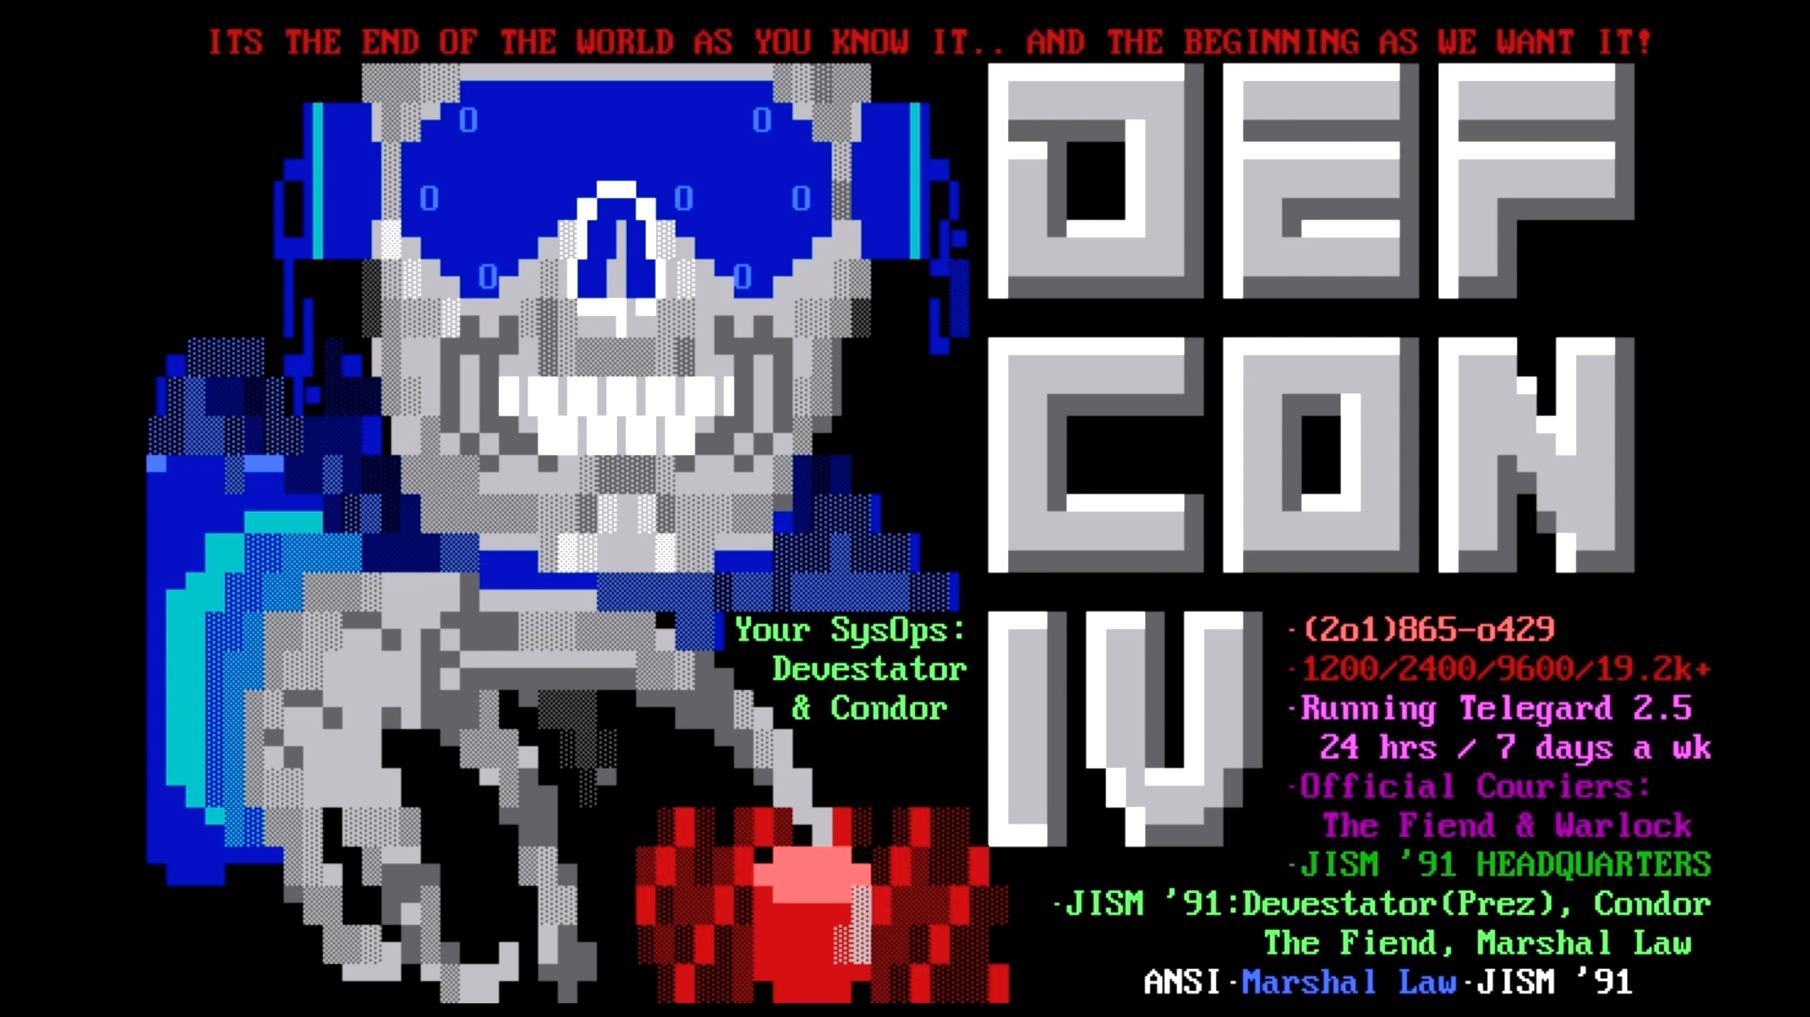 ITS THE END OF THE WORLD AS YOU KNOW IT.. AND THE BEGINNING AS WE WANT IT!
DEF
CON
IV
Your SysOps:
Devestator
& Condor
·(2o1)865-o429
·1200/2400/9600/19.2k+
·Running Telegard 2.5
24 hrs / 7 days a wk
·Official Couriers:
The Fiend & Warlock
·JISM '91 HEADQUARTERS
·JISM '91:Devestator(Prez), Condor
The Fiend, Marshal Law
ANSI·Marshal Law·JISM '91